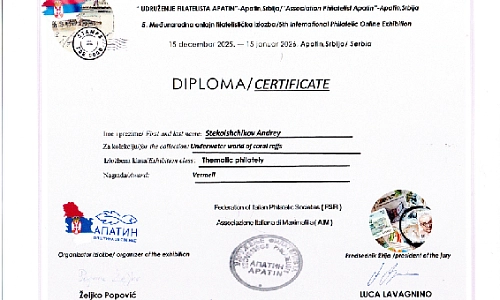 " UDRUŽENJE FILATELISTA APATIN"-Apatin,Srbija/"Association Philatelist Apatin"-Apatin,Srbija
5. Međunarodna onlajn filatelistička izložba/5th International Philatelic Online Exhibition
15 decembar 2025. — 15 januar 2026. Apatin,Srbija/ Serbia
DIPLOMA/CERTIFICATE
Ime i prezime/ First and last name: Stekolshchikov Andrey
Za kolekciju/for the collection: Underwater world of coral reffs
Izložbena klasa/Exhibition class: Thematic philately
Nagrada/award: Vermeil
Federation of Italian Philatelic Societies ( FSFI )
Associazione Italiana di Maximofilia ( AIM )
АПАТИН
Organizator izložbe/ organizer of the exhibition
Predsednik žirija /president of the jury
АПАТИН
APATIN
Željko Popović
LUCA LAVAGNINO